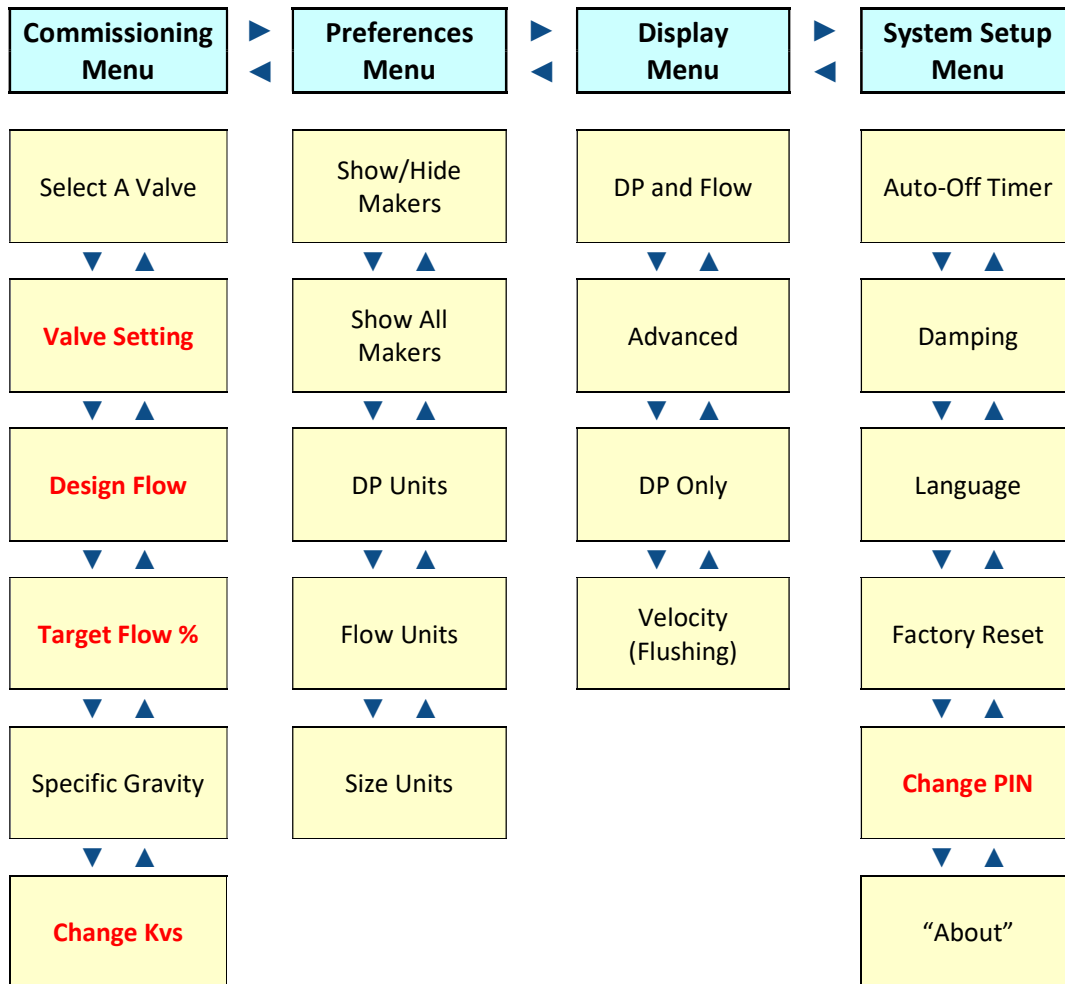 Commissioning
Menu
Preferences
Menu
Display
Menu
System Setup
Menu
Select A Valve
Show/Hide
Makers
DP and Flow
Auto-Off Timer
Valve Setting
Show All
Makers
Advanced
Damping
Design Flow
DP Units
DP Only
Language
Target Flow %
Flow Units
Velocity
(Flushing)
Factory Reset
Specific Gravity
Size Units
Change PIN
Change Kvs
“About”